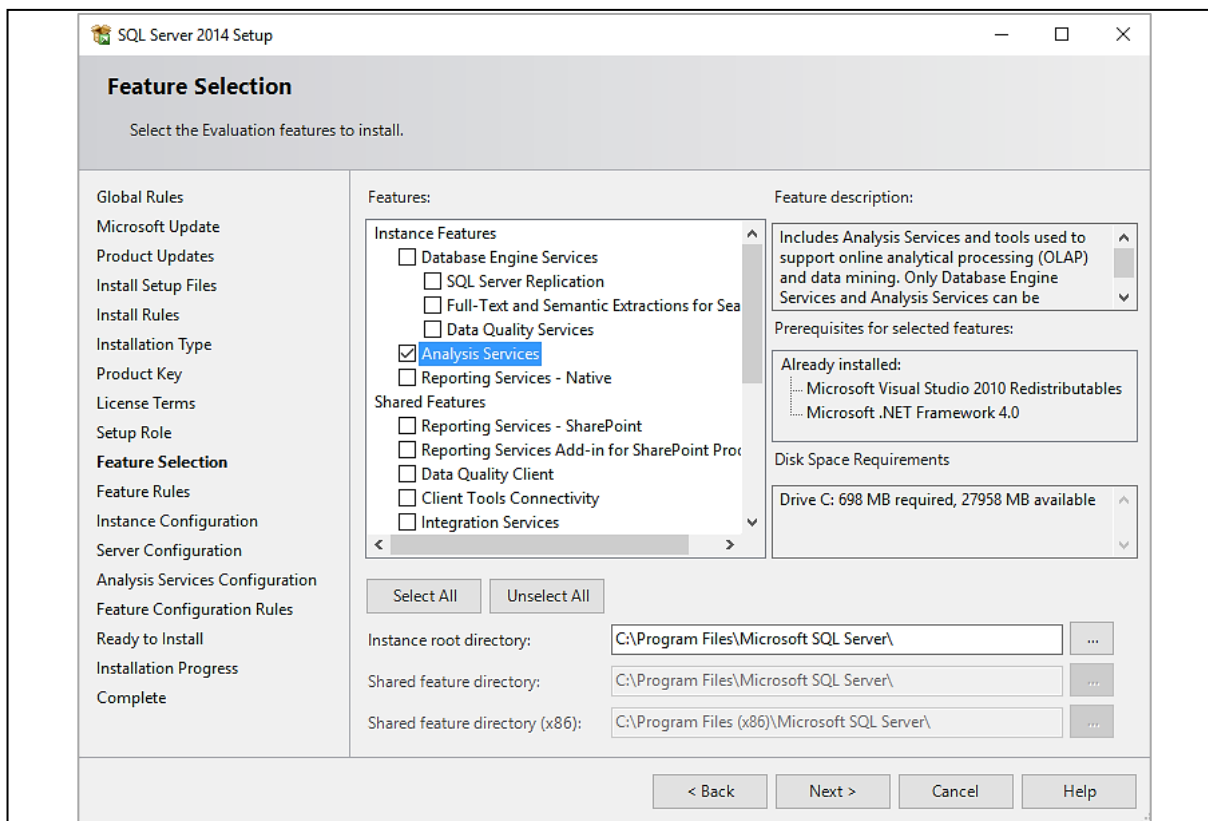 SQL Server 2014 Setup
Feature Selection
Select the Evaluation features to install.
Global Rules
Microsoft Update
Product Updates
Install Setup Files
Install Rules
Installation Type
Product Key
License Terms
Setup Role
Feature Selection
Feature Rules
Instance Configuration
Server Configuration
Analysis Services Configuration
Feature Configuration Rules
Ready to Install
Installation Progress
Complete
Features:
Instance Features
Database Engine Services
SQL Server Replication
Full-Text and Semantic Extractions for Sea
Data Quality Services
Analysis Services
Reporting Services - Native
Shared Features
Reporting Services - SharePoint
Reporting Services Add-in for SharePoint Proc
Data Quality Client
Client Tools Connectivity
Integration Services
Feature description:
Includes Analysis Services and tools used to
support online analytical processing (OLAP)
and data mining. Only Database Engine
Services and Analysis Services can be
Prerequisites for selected features:
Already installed:
Microsoft Visual Studio 2010 Redistributables
Microsoft .NET Framework 4.0
Disk Space Requirements
Drive C: 698 MB required, 27958 MB available
Select All
Unselect All
Instance root directory:
C:\Program Files\Microsoft SQL Server\
...
Shared feature directory:
C:\Program Files\Microsoft SQL Server\
...
Shared feature directory (x86):
C:\Program Files (x86)\Microsoft SQL Server\
...
< Back
Next >
Cancel
Help